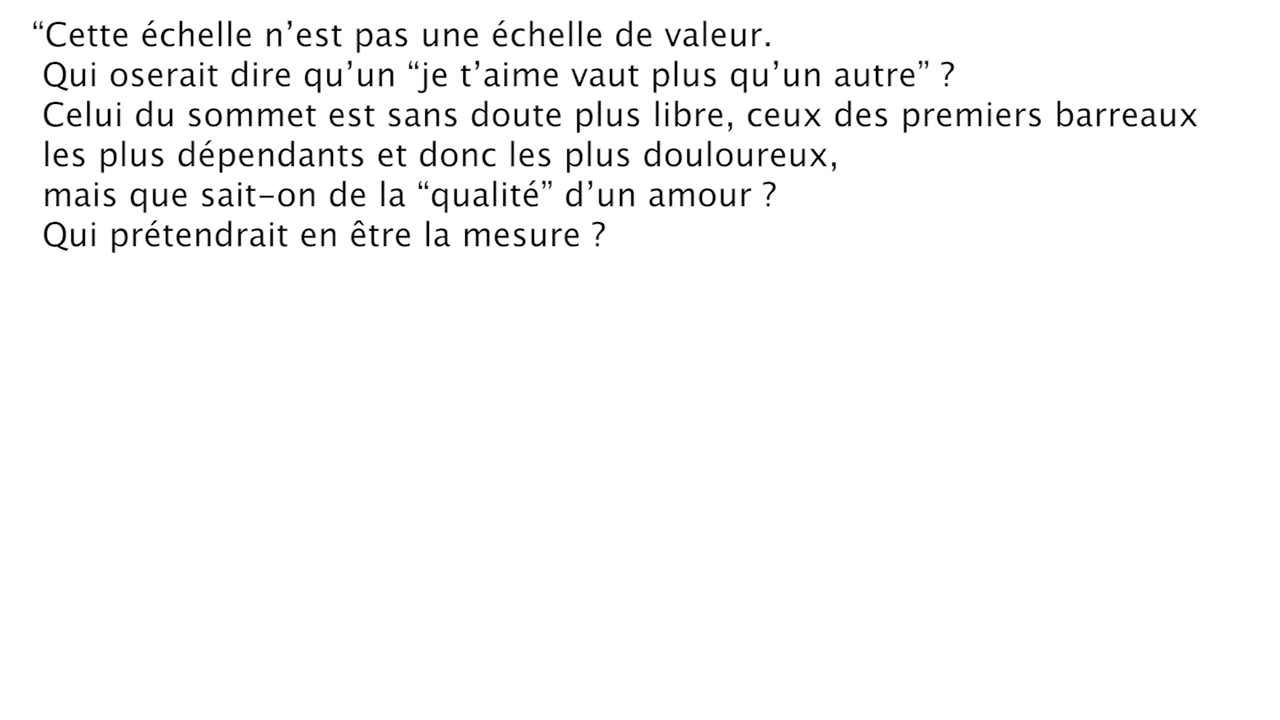 “Cette échelle n’est pas une échelle de valeur.
Qui oserait dire qu’un “je t’aime vaut plus qu’un autre” ?
Celui du sommet est sans doute plus libre, ceux des premiers barreaux
les plus dépendants et donc les plus douloureux,
mais que sait-on de la “qualité” d’un amour ?
Qui prétendrait en être la mesure ?